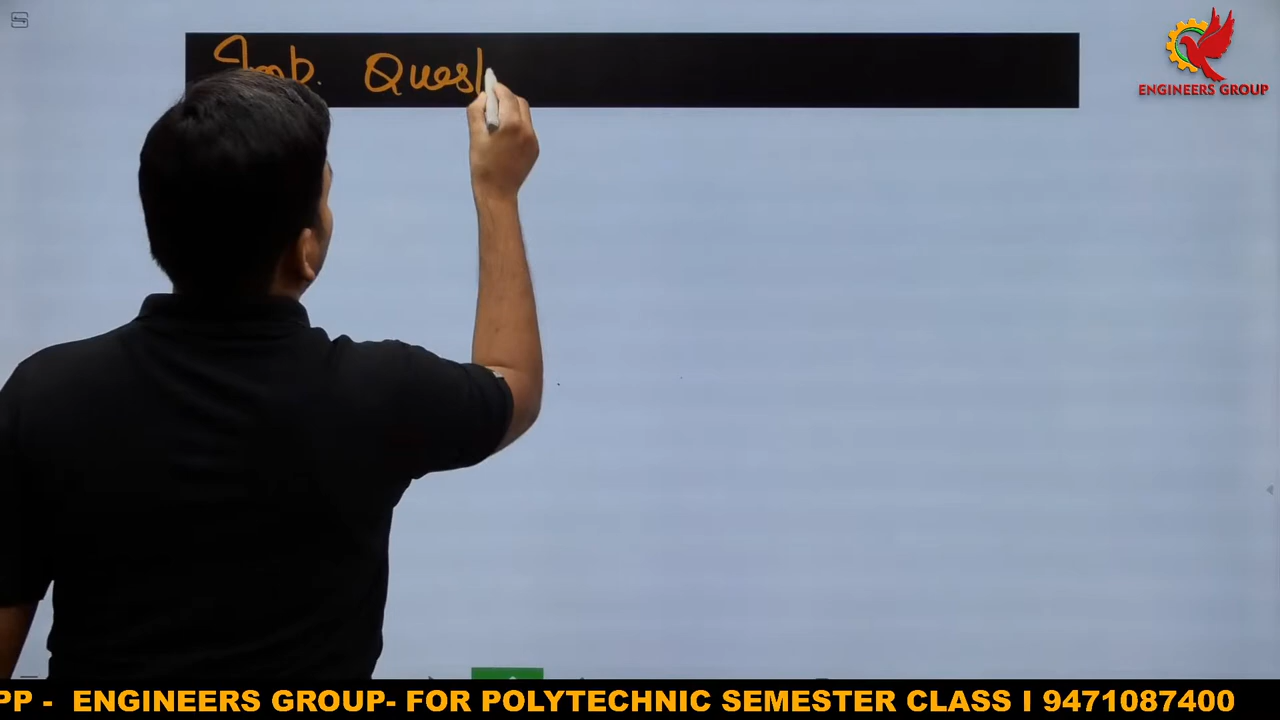 Imp. Quest
ENGINEERS GROUP
PP - ENGINEERS GROUP- FOR POLYTECHNIC SEMESTER CLASS I 9471087400